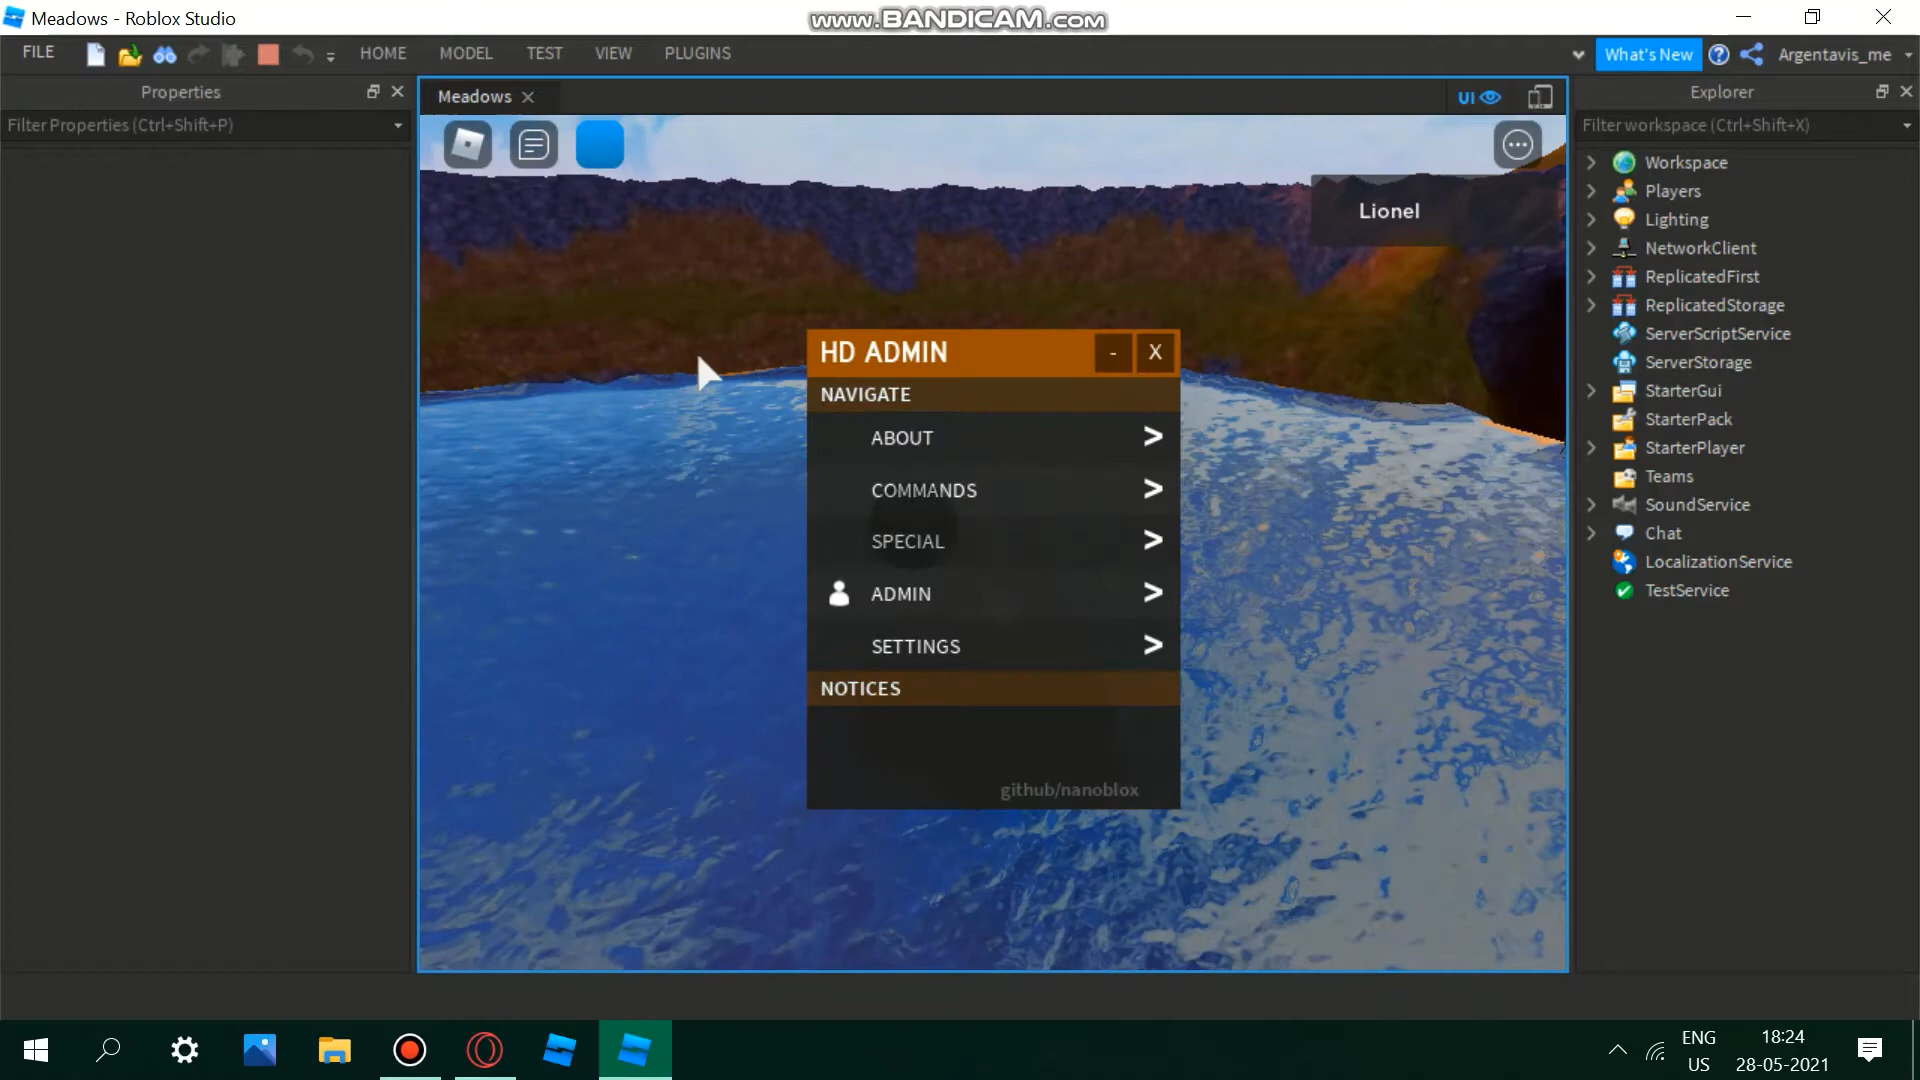 Meadows - Roblox Studio
www.BANDICAM.com
FILE
HOME
MODEL
TEST
VIEW
PLUGINS
What's New
Argentavis_me
Properties
Meadows
UI
Explorer
Filter Properties (Ctrl+Shift+P)
Filter workspace (Ctrl+Shift+X)
Lionel
HD ADMIN
-
X
NAVIGATE
ABOUT >
COMMANDS >
SPECIAL >
ADMIN >
SETTINGS >
NOTICES
github/nanoblox
Workspace
Players
Lighting
NetworkClient
ReplicatedFirst
ReplicatedStorage
ServerScriptService
ServerStorage
StarterGui
StarterPack
StarterPlayer
Teams
SoundService
Chat
LocalizationService
TestService
ENG
US
18:24
28-05-2021